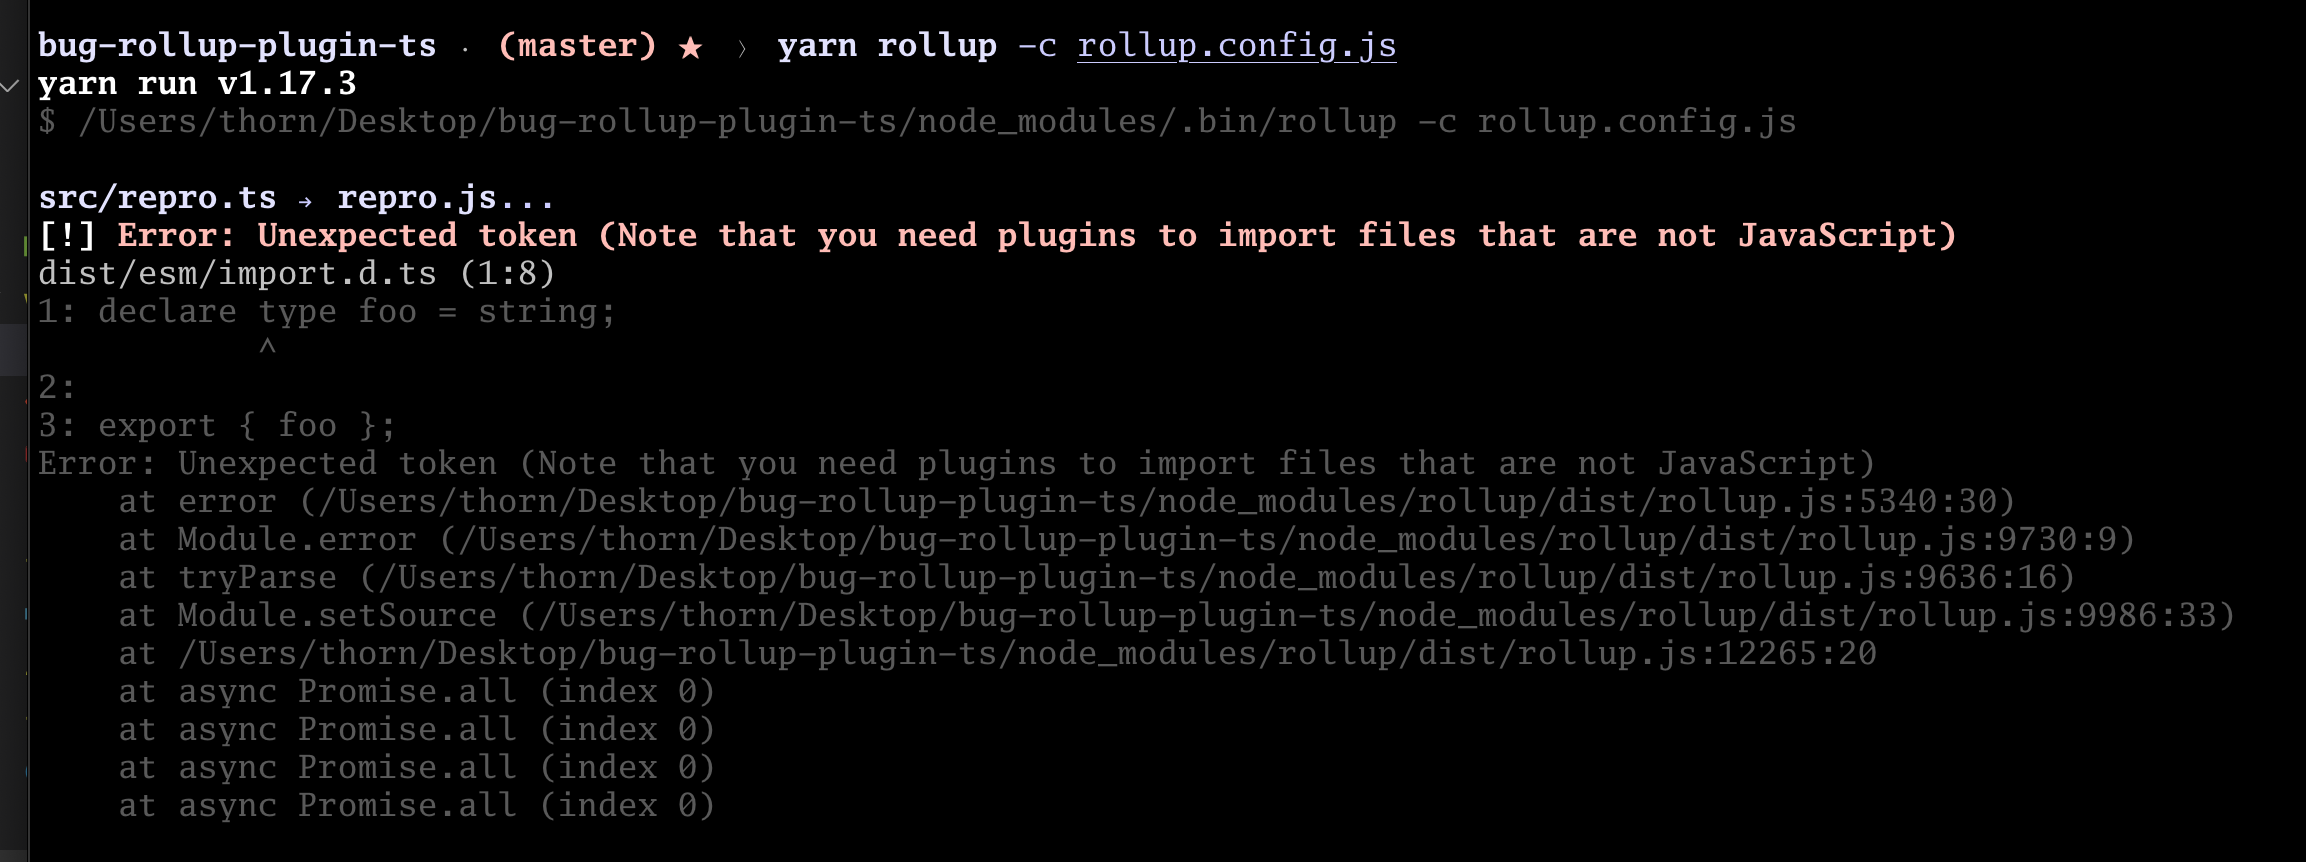 bug-rollup-plugin-ts · (master) ★ › yarn rollup -c rollup.config.js
yarn run v1.17.3
$ /Users/thorn/Desktop/bug-rollup-plugin-ts/node_modules/.bin/rollup -c rollup.config.js
src/repro.ts → repro.js...
[!] Error: Unexpected token (Note that you need plugins to import files that are not JavaScript)
dist/esm/import.d.ts (1:8)
1: declare type foo = string;
^
2:
3: export { foo };
Error: Unexpected token (Note that you need plugins to import files that are not JavaScript)
at error (/Users/thorn/Desktop/bug-rollup-plugin-ts/node_modules/rollup/dist/rollup.js:5340:30)
at Module.error (/Users/thorn/Desktop/bug-rollup-plugin-ts/node_modules/rollup/dist/rollup.js:9730:9)
at tryParse (/Users/thorn/Desktop/bug-rollup-plugin-ts/node_modules/rollup/dist/rollup.js:9636:16)
at Module.setSource (/Users/thorn/Desktop/bug-rollup-plugin-ts/node_modules/rollup/dist/rollup.js:9986:33)
at /Users/thorn/Desktop/bug-rollup-plugin-ts/node_modules/rollup/dist/rollup.js:12265:20
at async Promise.all (index 0)
at async Promise.all (index 0)
at async Promise.all (index 0)
at async Promise.all (index 0)